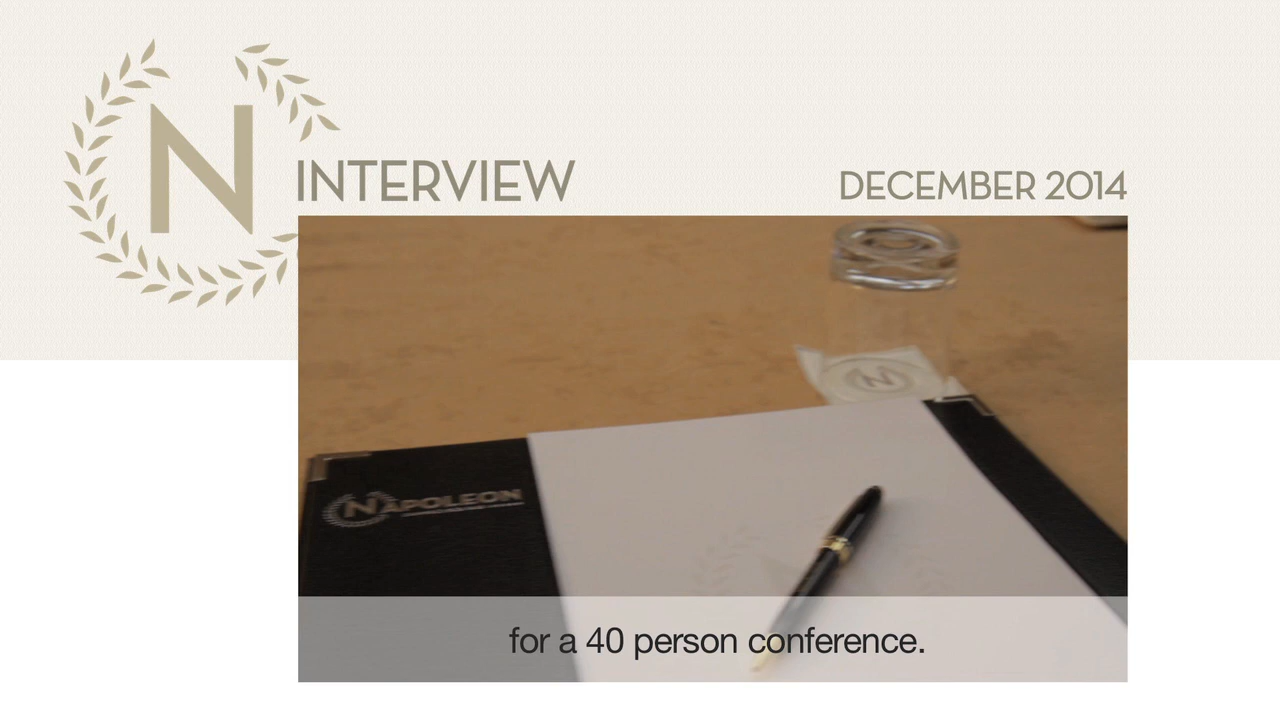 N INTERVIEW
DECEMBER 2014
N
NAPOLEON
for a 40 person conference.